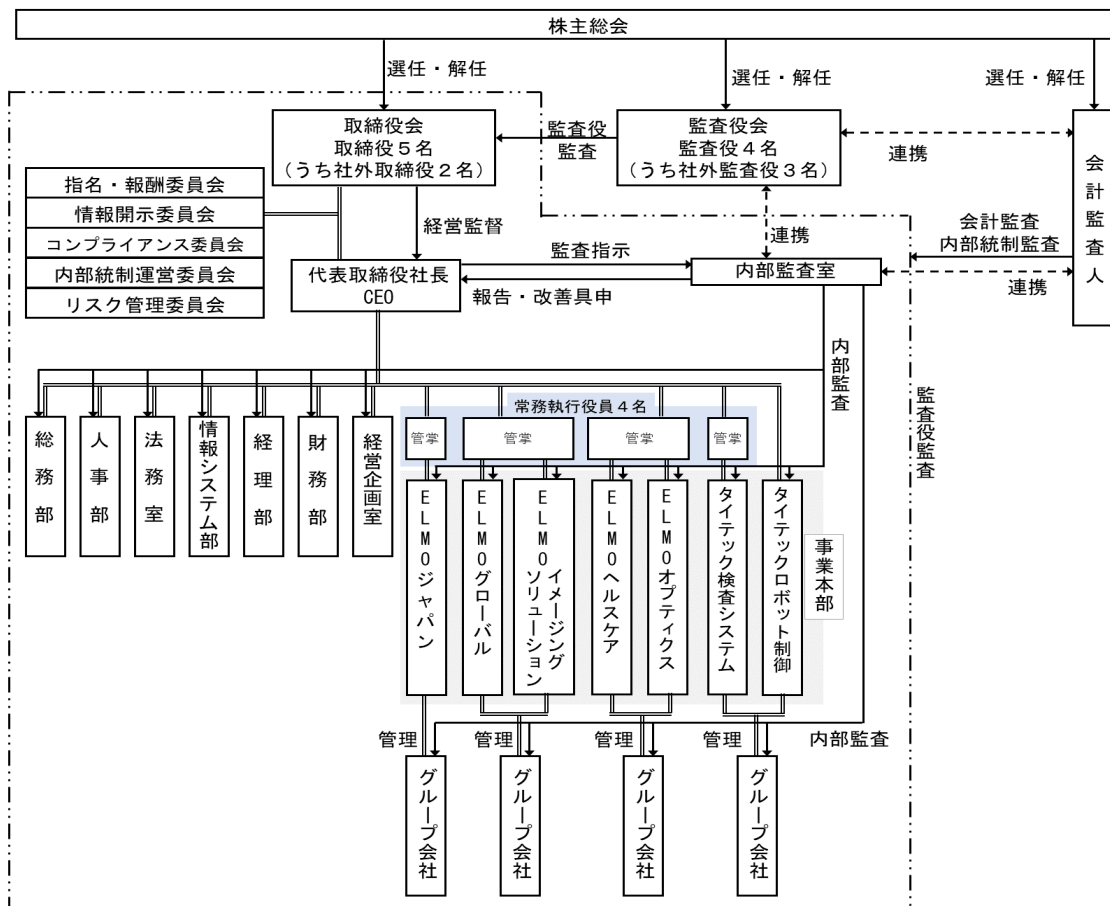 株主総会
選任・解任
選任・解任
選任・解任
取締役会
取締役5名
(うち社外取締役2名)
監査役
監査
監査役会
監査役4名
(うち社外監査役3名)
連携
会計監査人
指名・報酬委員会
情報開示委員会
コンプライアンス委員会
内部統制運営委員会
リスク管理委員会
経営監督
連携
会計監査
内部統制監査
代表取締役社長
CEO
監査指示
報告・改善具申
内部監査室
連携
内部監査
監査役監査
常務執行役員4名
管掌
管掌
管掌
管掌
総務部
人事部
法務室
情報システム部
経理部
財務部
経営企画室
ELMOジャパン
ELMOグローバル
ELMOイメージング
ソリューション
ELMOヘルスケア
ELMOオプティクス
タイテック検査システム
タイテックロボット制御
事業本部
管理
管理
管理
管理
内部監査
グループ会社
グループ会社
グループ会社
グループ会社